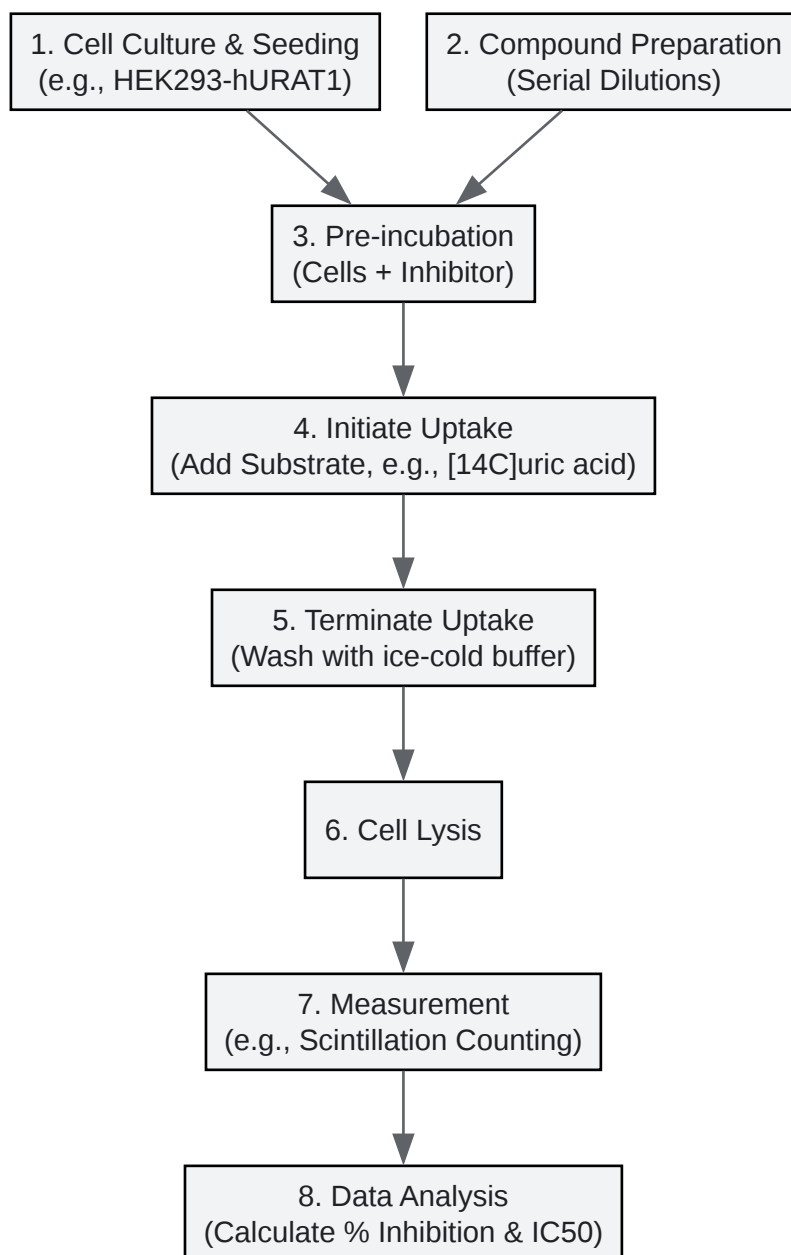 1. Cell Culture & Seeding
(e.g., HEK293-hURAT1)
2. Compound Preparation
(Serial Dilutions)
3. Pre-incubation
(Cells + Inhibitor)
4. Initiate Uptake
(Add Substrate, e.g., [14C]uric acid)
5. Terminate Uptake
(Wash with ice-cold buffer)
6. Cell Lysis
7. Measurement
(e.g., Scintillation Counting)
8. Data Analysis
(Calculate % Inhibition & IC50)